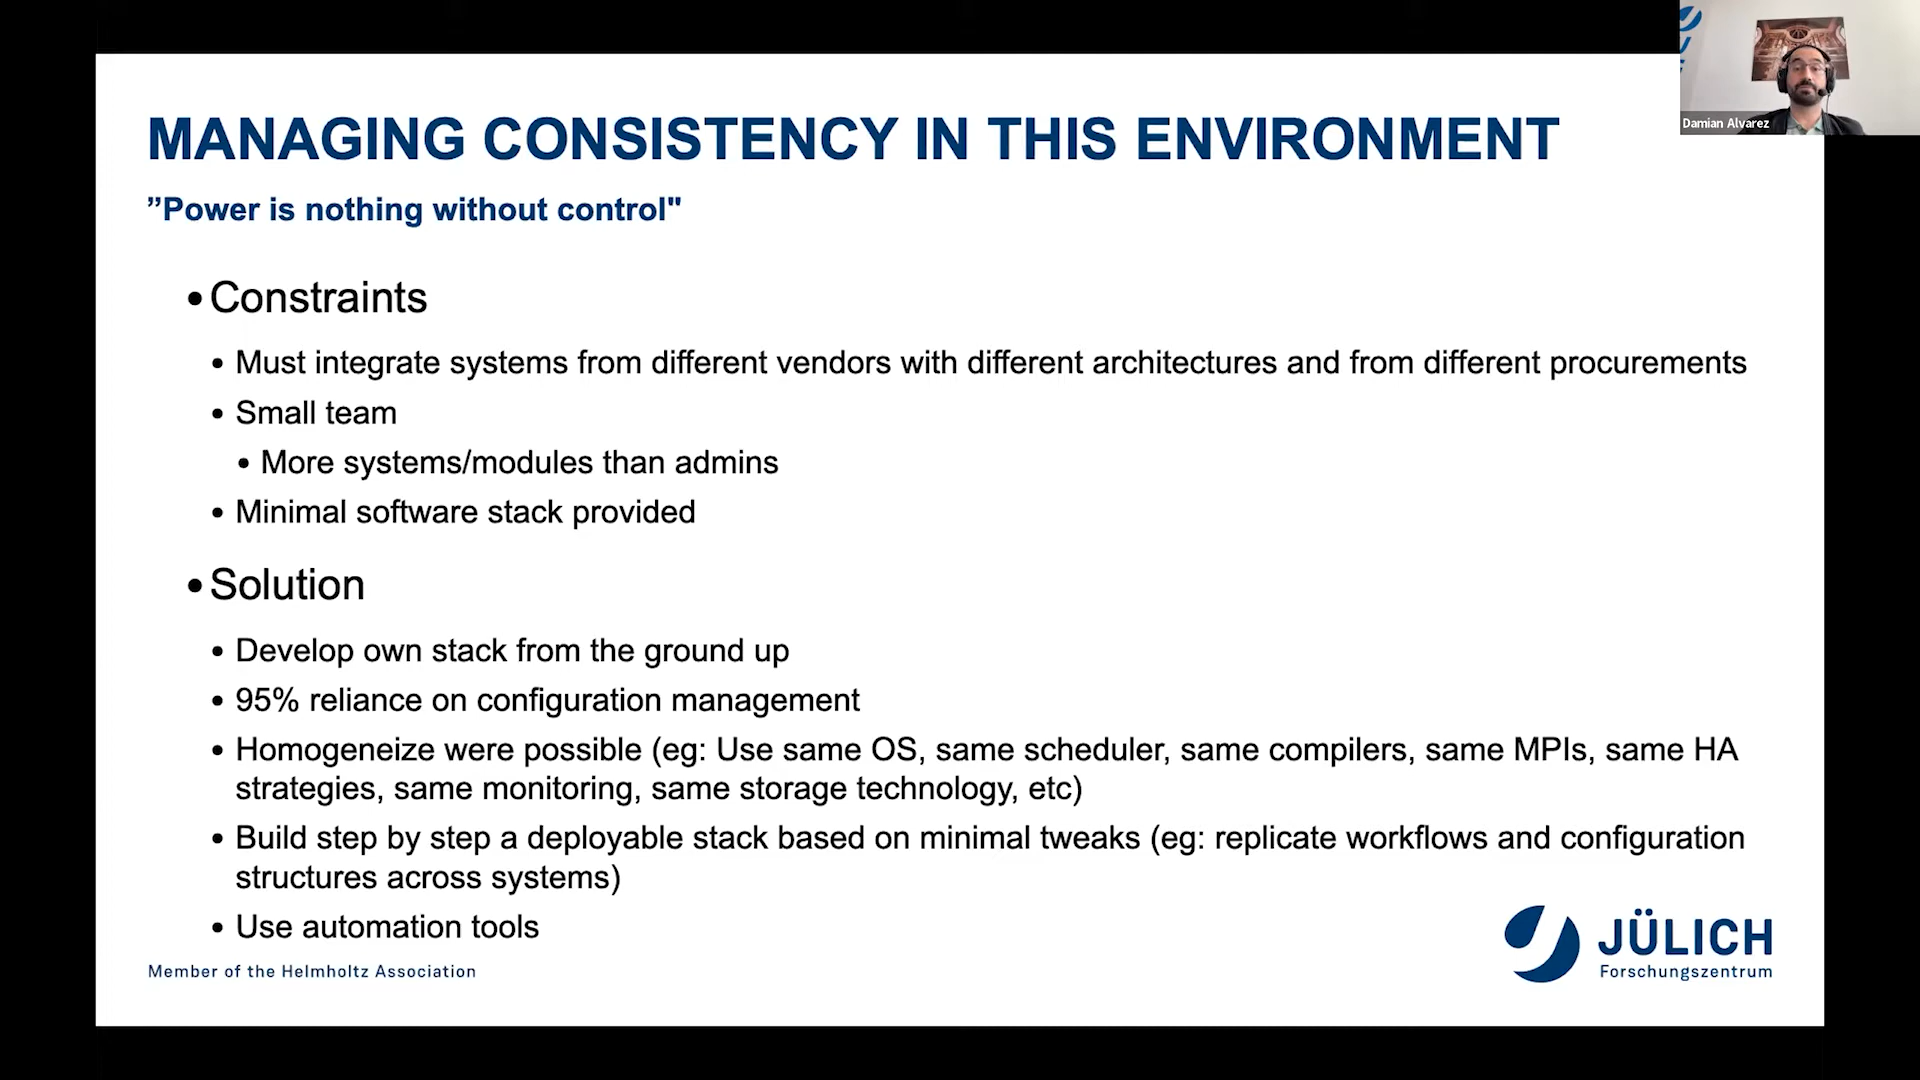 Damian Alvarez
MANAGING CONSISTENCY IN THIS ENVIRONMENT
”Power is nothing without control"
• Constraints
• Must integrate systems from different vendors with different architectures and from different procurements
• Small team
• More systems/modules than admins
• Minimal software stack provided
• Solution
• Develop own stack from the ground up
• 95% reliance on configuration management
• Homogeneize were possible (eg: Use same OS, same scheduler, same compilers, same MPIs, same HA
strategies, same monitoring, same storage technology, etc)
• Build step by step a deployable stack based on minimal tweaks (eg: replicate workflows and configuration
structures across systems)
• Use automation tools
Member of the Helmholtz Association
JÜLICH
Forschungszentrum